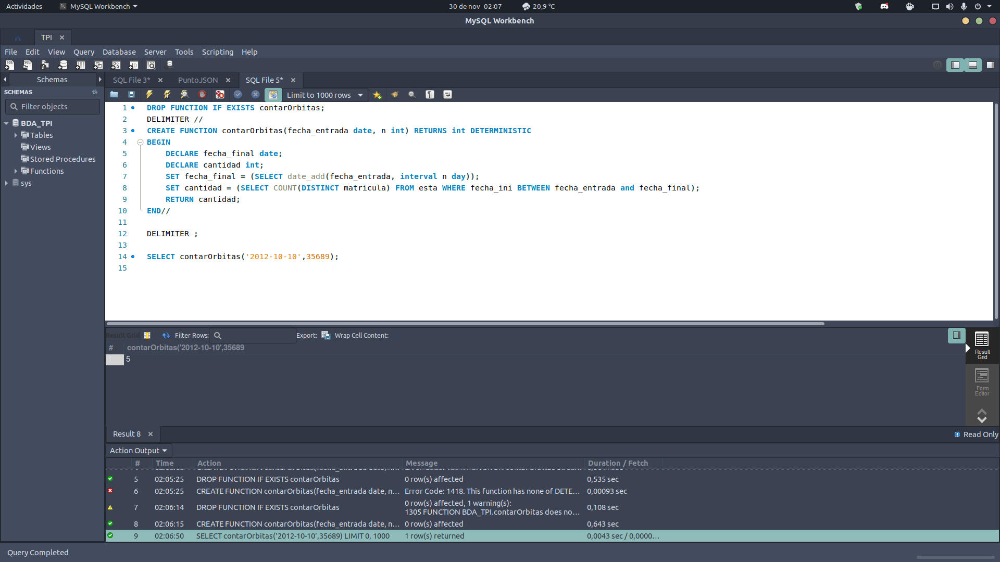 Actividades MySQL Workbench 30 de nov 02:07 20,9 °C
MySQL Workbench
TPI
File Edit View Query Database Server Tools Scripting Help
Schemas
SQL File 3* PuntoJSON SQL File 5*
SCHEMAS
Limit to 1000 rows
Filter objects
BDA_TPI
Tables
Views
Stored Procedures
Functions
sys
1 DROP FUNCTION IF EXISTS contarOrbitas;
2 DELIMITER //
3 CREATE FUNCTION contarOrbitas(fecha_entrada date, n int) RETURNS int DETERMINISTIC
4 BEGIN
5 DECLARE fecha_final date;
6 DECLARE cantidad int;
7 SET fecha_final = (SELECT date_add(fecha_entrada, interval n day));
8 SET cantidad = (SELECT COUNT(DISTINCT matricula) FROM esta WHERE fecha_ini BETWEEN fecha_entrada and fecha_final);
9 RETURN cantidad;
10 END//
11
12 DELIMITER ;
13
14 SELECT contarOrbitas('2012-10-10',35689);
15
Result Grid Filter Rows: Export: Wrap Cell Content:
# contarOrbitas('2012-10-10',35689
5
Result Grid
Form Editor
Result 8 Read Only
Action Output
# Time Action Message Duration / Fetch
5 02:05:25 DROP FUNCTION IF EXISTS contarOrbitas 0 row(s) affected 0,535 sec
6 02:05:25 CREATE FUNCTION contarOrbitas(fecha_entrada date, n... Error Code: 1418. This function has none of DETE... 0,00093 sec
7 02:06:14 DROP FUNCTION IF EXISTS contarOrbitas 0 row(s) affected, 1 warning(s):
1305 FUNCTION BDA_TPI.contarOrbitas does no... 0,108 sec
8 02:06:15 CREATE FUNCTION contarOrbitas(fecha_entrada date, n... 0 row(s) affected 0,643 sec
9 02:06:50 SELECT contarOrbitas('2012-10-10',35689) LIMIT 0, 1000 1 row(s) returned 0,0043 sec / 0,0000...
Query Completed